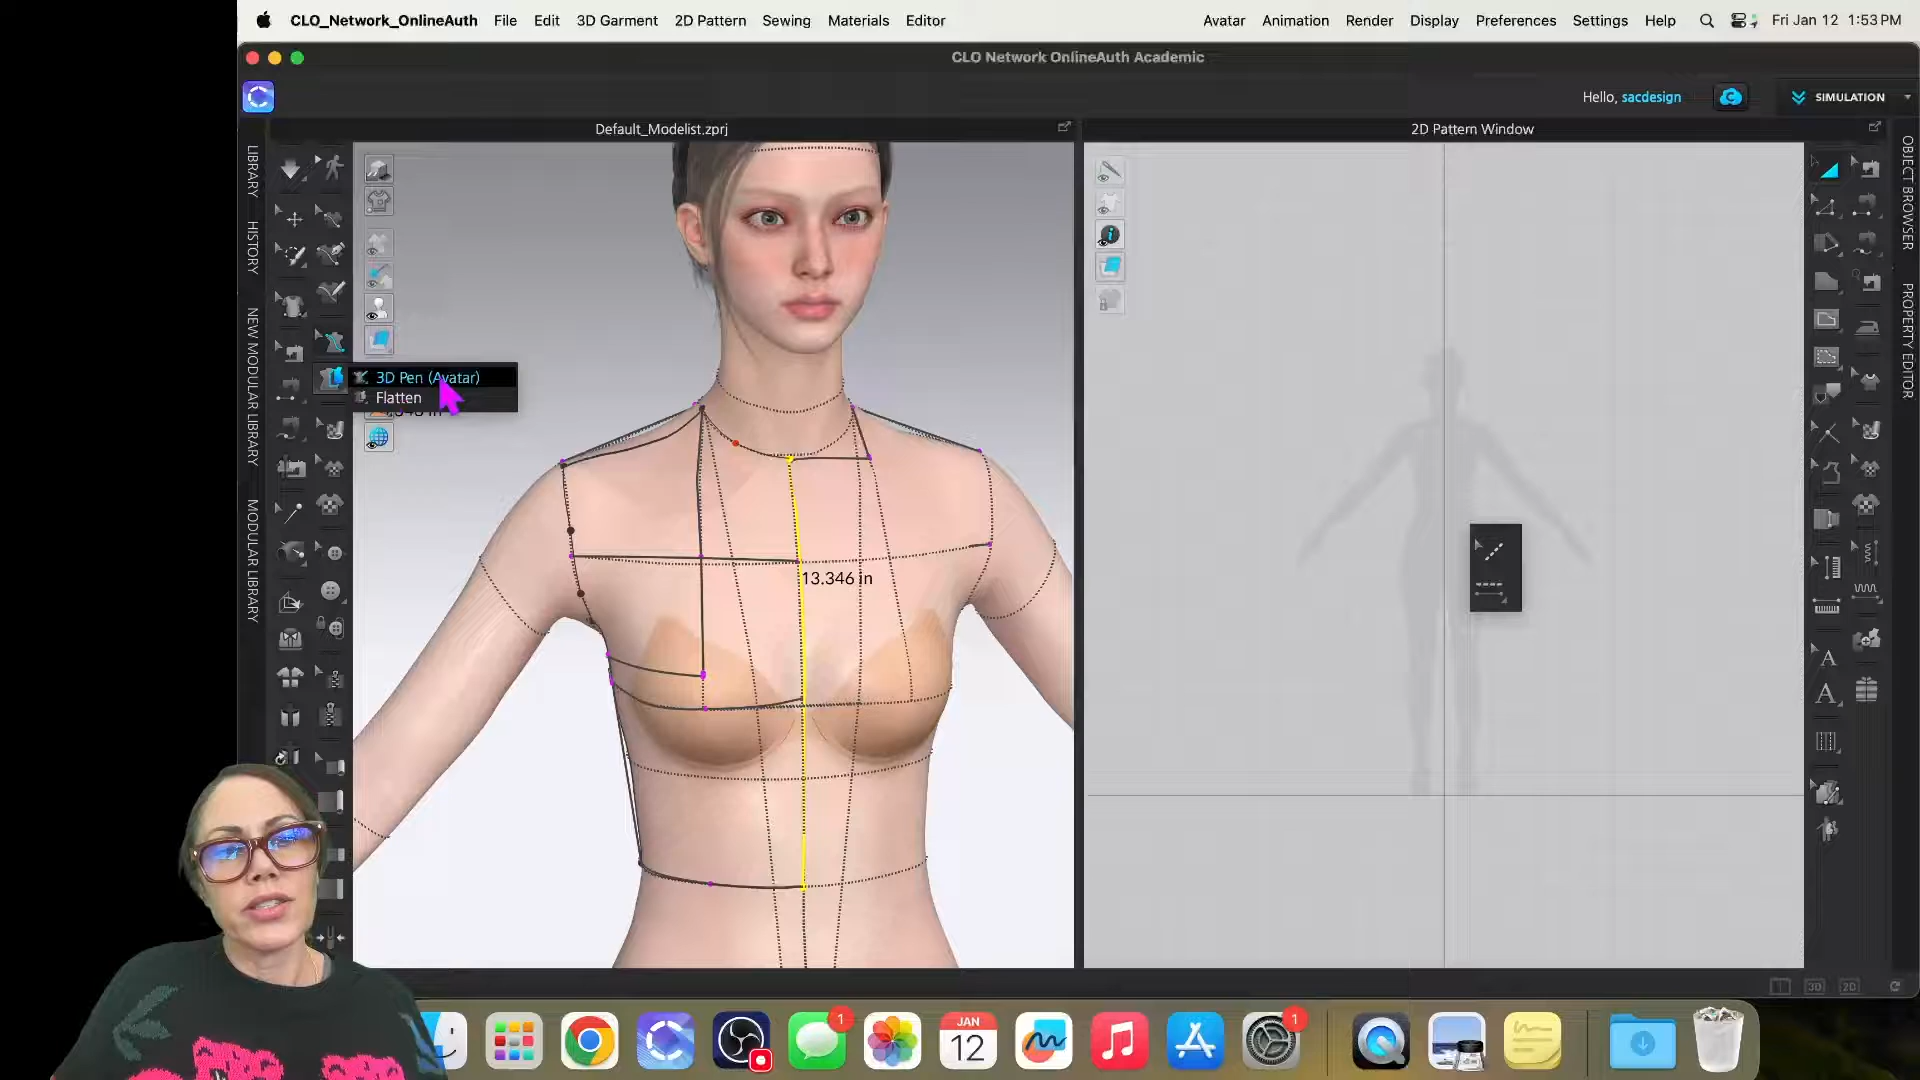 CLO_Network_OnlineAuth File Edit 3D Garment 2D Pattern Sewing Materials Editor Avatar Animation Render Display Preferences Settings Help Fri Jan 12 1:53 PM
CLO Network OnlineAuth Academic
Hello, sacdesign
SIMULATION
Default_Modelist.zprj
2D Pattern Window
LIBRARY
HISTORY
NEW MODULAR LIBRARY
MODULAR LIBRARY
OBJECT BROWSER
PROPERTY EDITOR
3D Pen (Avatar)
Flatten
13.346 in
A
A
3D
2D
1
JAN
12
1